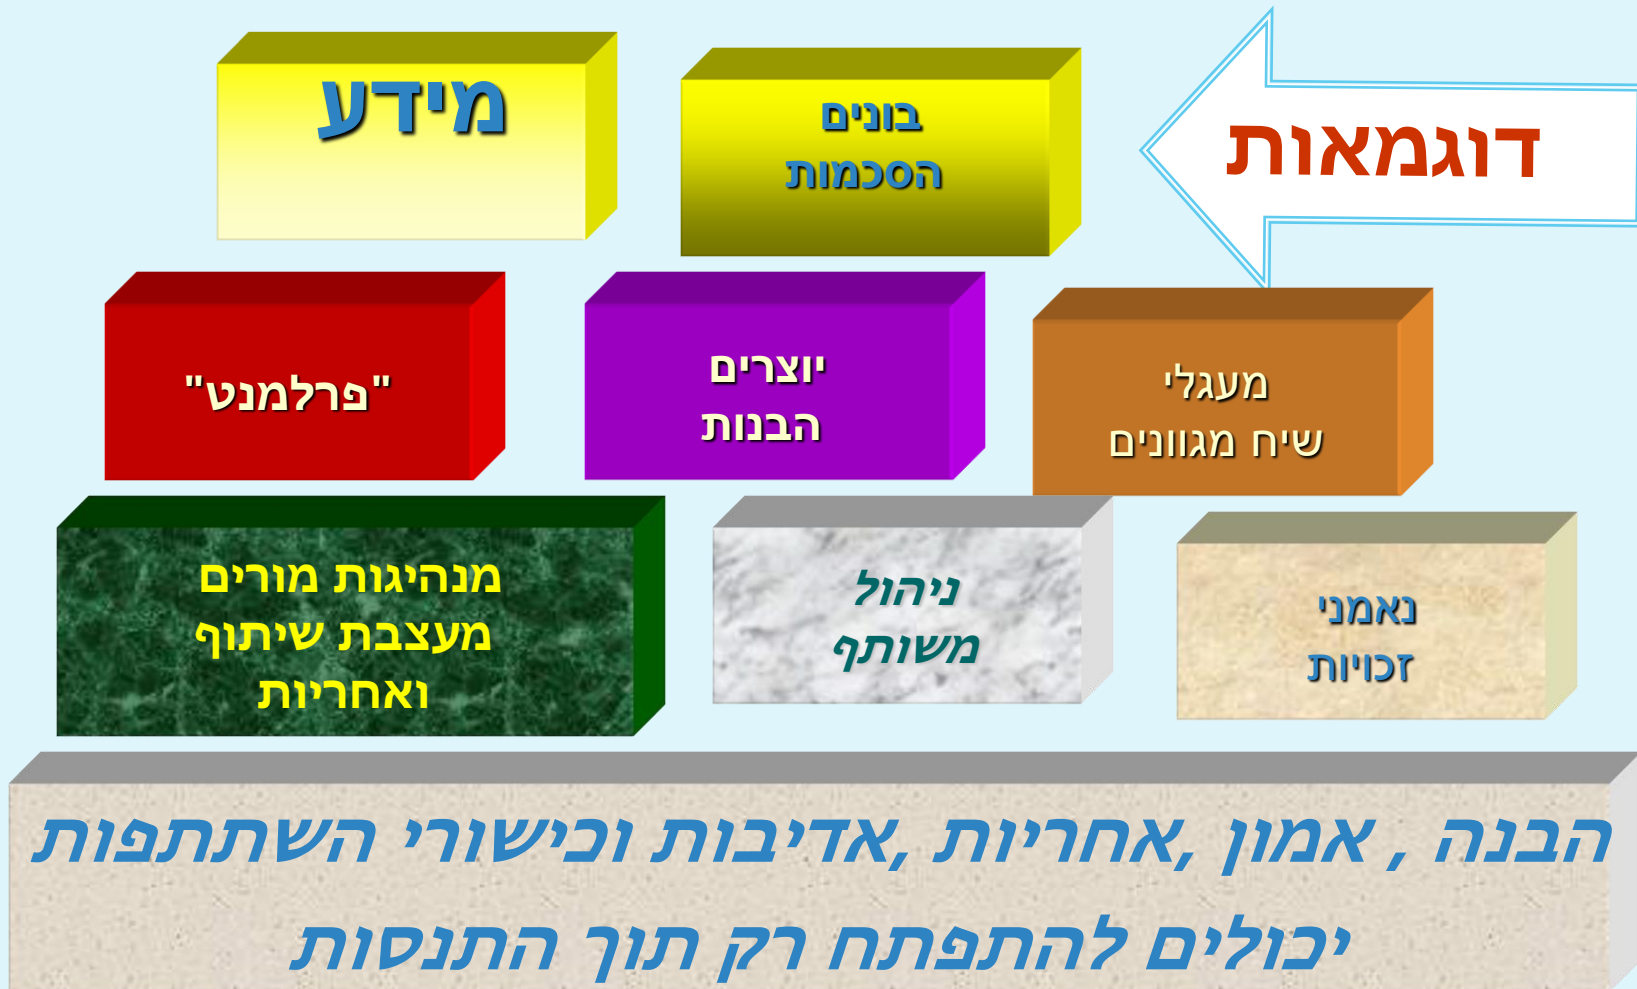 דוגמאות
בונים
הסכמות
מידע
מעגלי
שיח מגוונים
יוצרים
הבנות
"פרלמנט"
נאמני
זכויות
ניהול
משותף
מנהיגות מורים
מעצבת שיתוף
ואחריות
הבנה , אמון ,אחריות ,אדיבות וכישורי השתתפות
יכולים להתפתח רק תוך התנסות